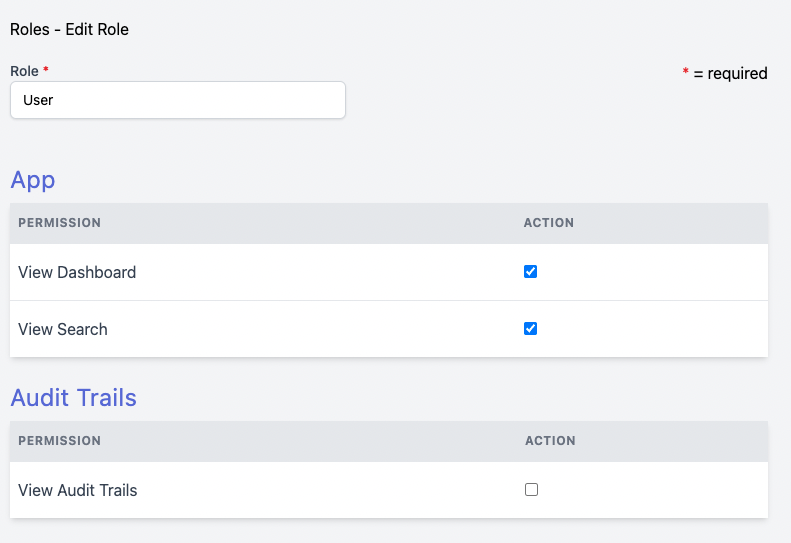 Roles - Edit Role
Role *
* = required
User
App
PERMISSION ACTION
View Dashboard
View Search
Audit Trails
PERMISSION ACTION
View Audit Trails